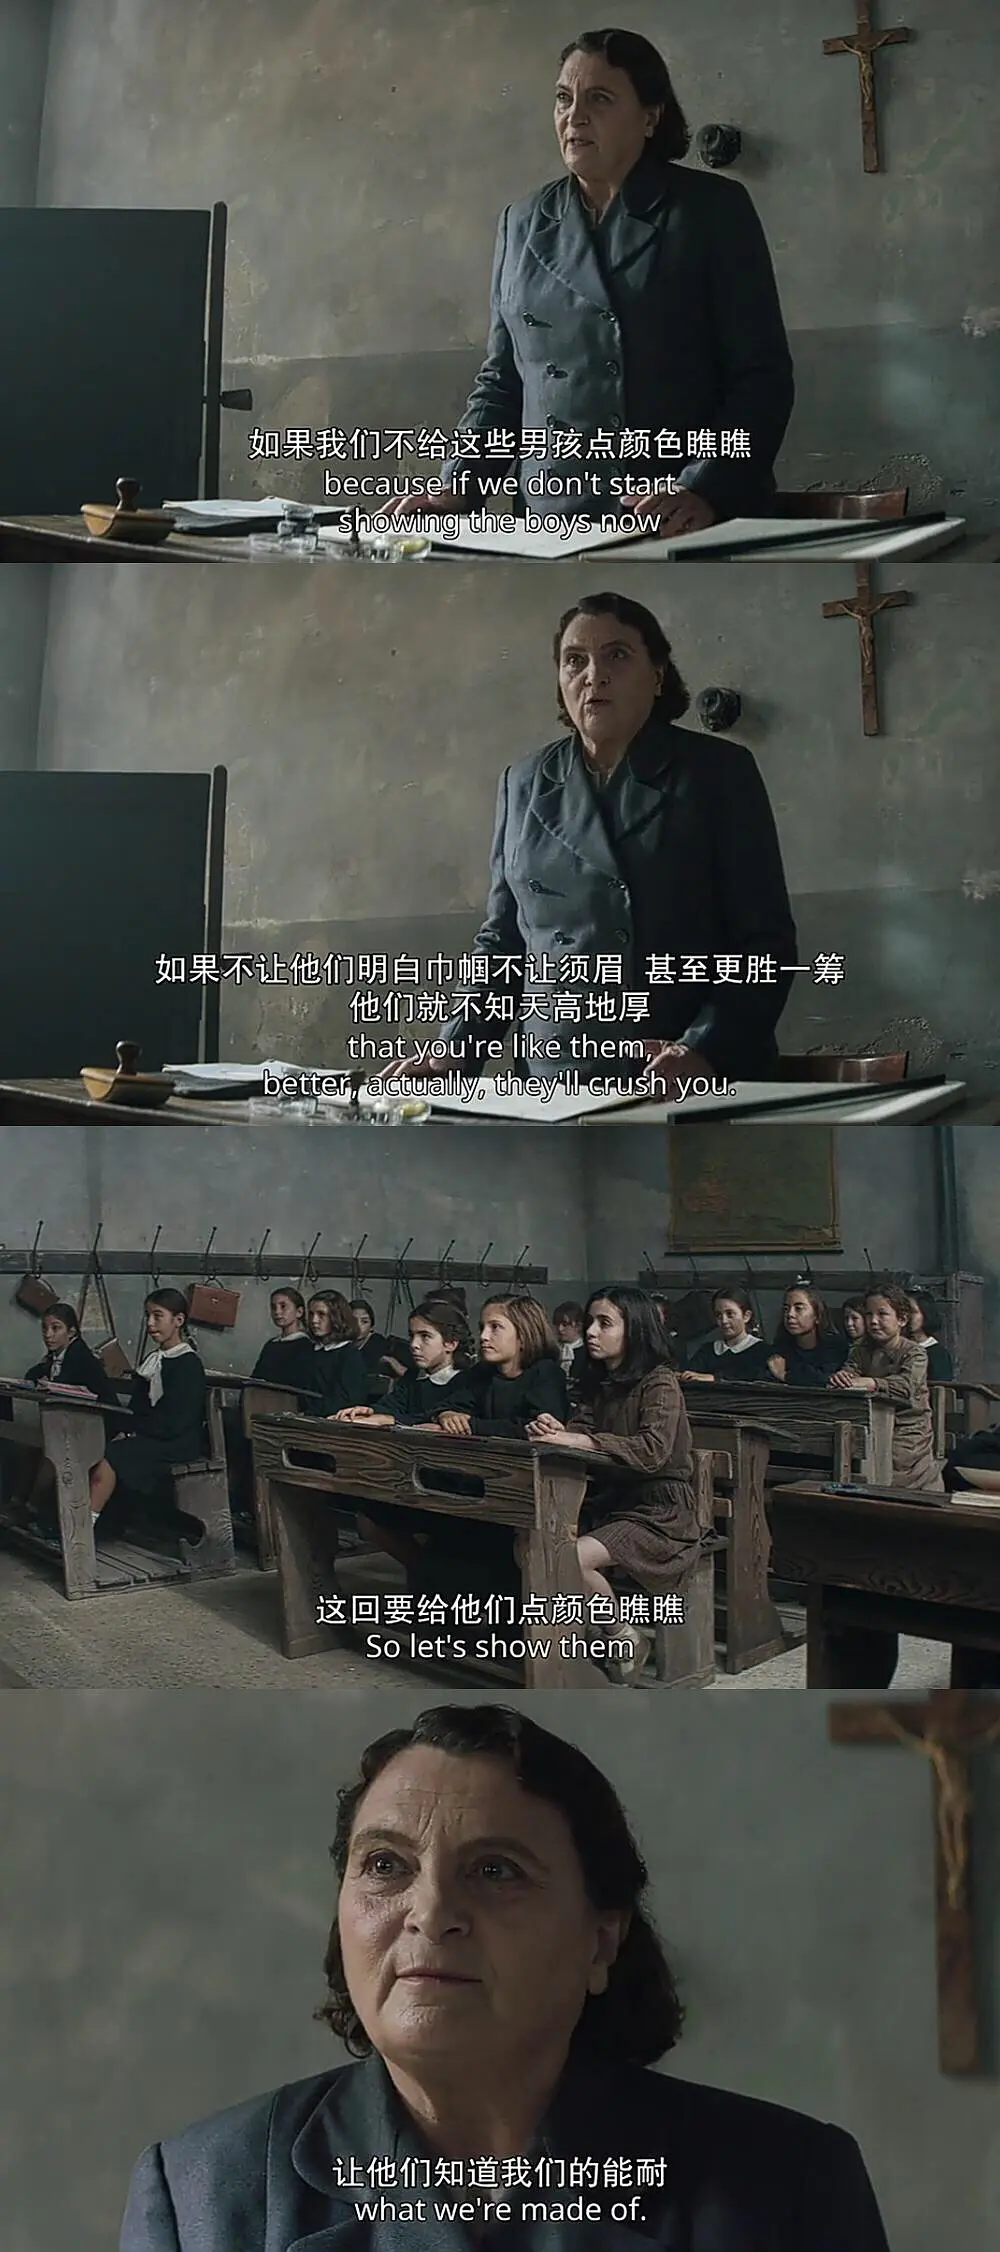 如果我们不给这些男孩点颜色瞧瞧
because if we don't start
showing the boys now
如果不让他们明白巾帼不让须眉 甚至更胜一筹
他们就不知天高地厚
that you're like them,
better, actually, they'll crush you.
这回要给他们点颜色瞧瞧
So let's show them
让他们知道我们的能耐
what we're made of.